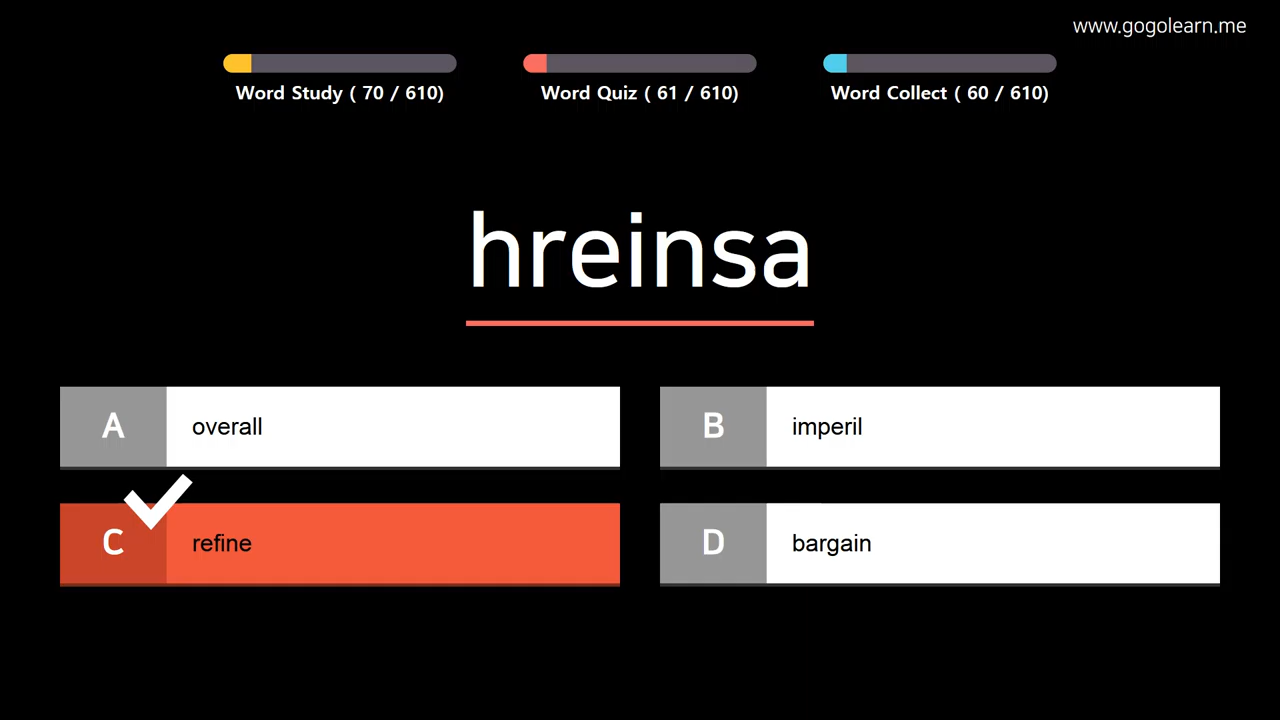 www.gogolearn.me
Word Study ( 70 / 610)
Word Quiz ( 61 / 610)
Word Collect ( 60 / 610)
hreinsa
A overall
B imperil
C refine
D bargain